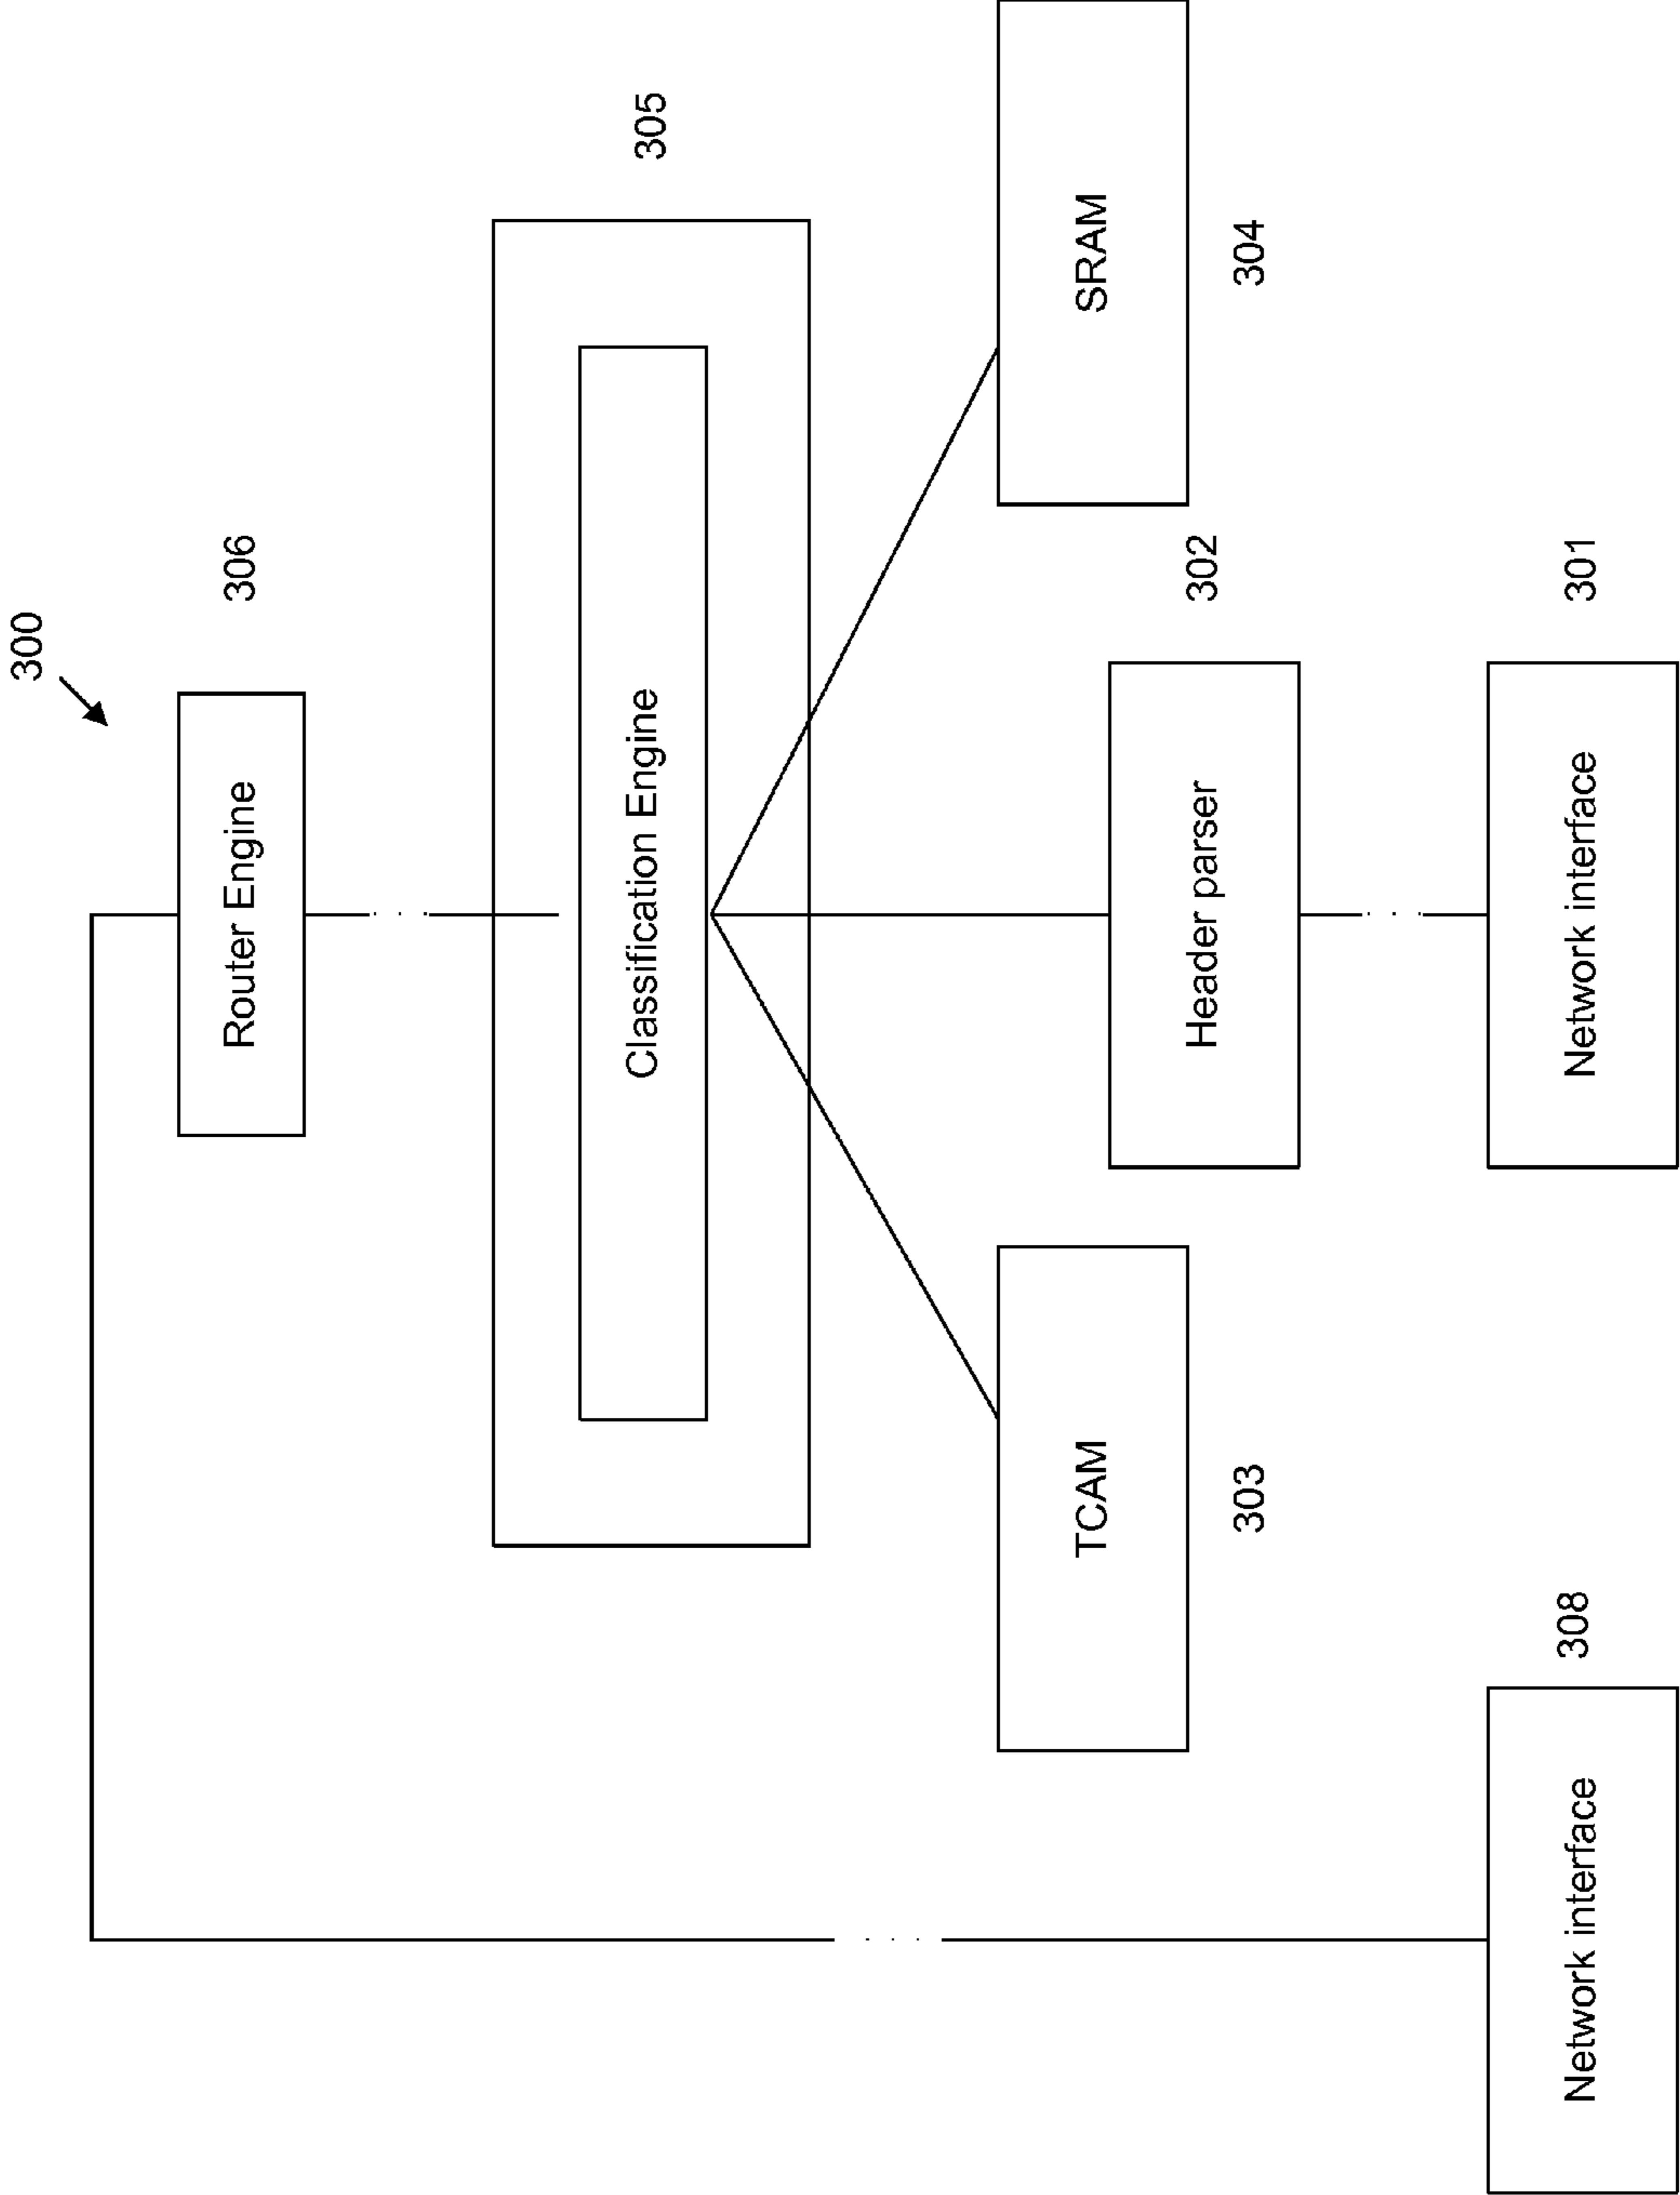 300
Router Engine
306
Classification Engine
305
TCAM
303
SRAM
304
Header parser
302
Network interface
308
Network interface
301